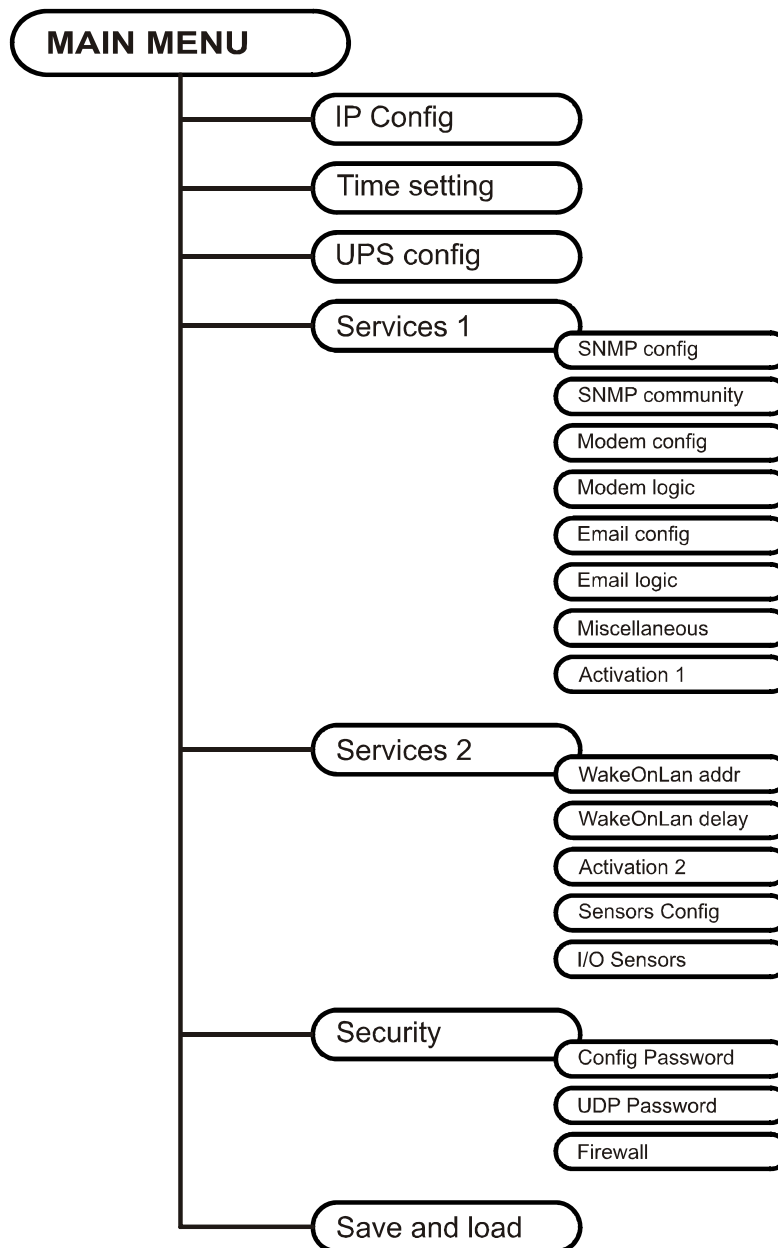 MAIN MENU
IP Config
Time setting
UPS config
Services 1
SNMP config
SNMP community
Modem config
Modem logic
Email config
Email logic
Miscellaneous
Activation 1
Services 2
WakeOnLan addr
WakeOnLan delay
Activation 2
Sensors Config
I/O Sensors
Security
Config Password
UDP Password
Firewall
Save and load